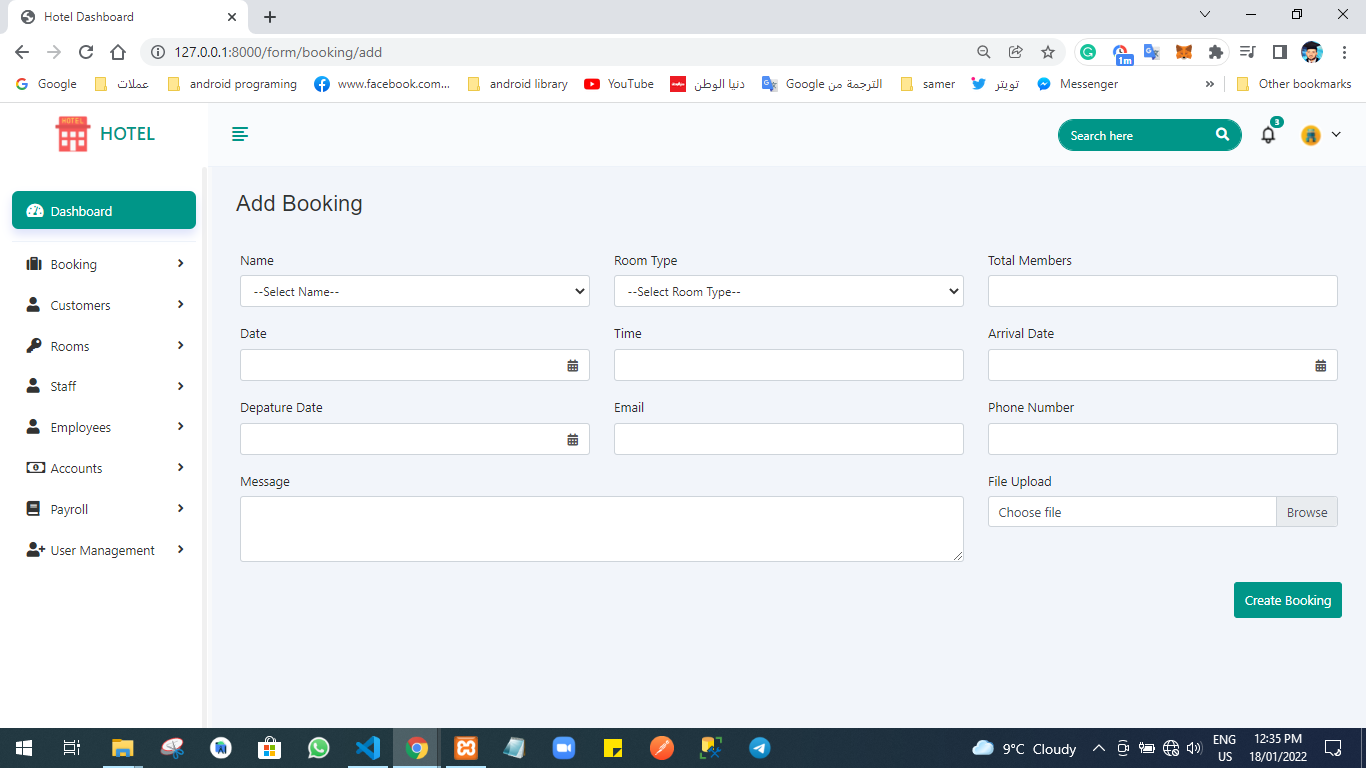 Hotel Dashboard
127.0.0.1:8000/form/booking/add
1m
Google
عملات
android programing
www.facebook.com...
android library
YouTube
دنيا الوطن
الترجمة من Google
samer
تويتر
Messenger
»
Other bookmarks
HOTEL
HOTEL
Search here
3
Dashboard
Booking
Customers
Rooms
Staff
Employees
Accounts
Payroll
User Management
Add Booking
Name
Room Type
Total Members
--Select Name--
--Select Room Type--
Date
Time
Arrival Date
Depature Date
Email
Phone Number
Message
File Upload
Choose file
Browse
Create Booking
9°C Cloudy
ENG
US
12:35 PM
18/01/2022